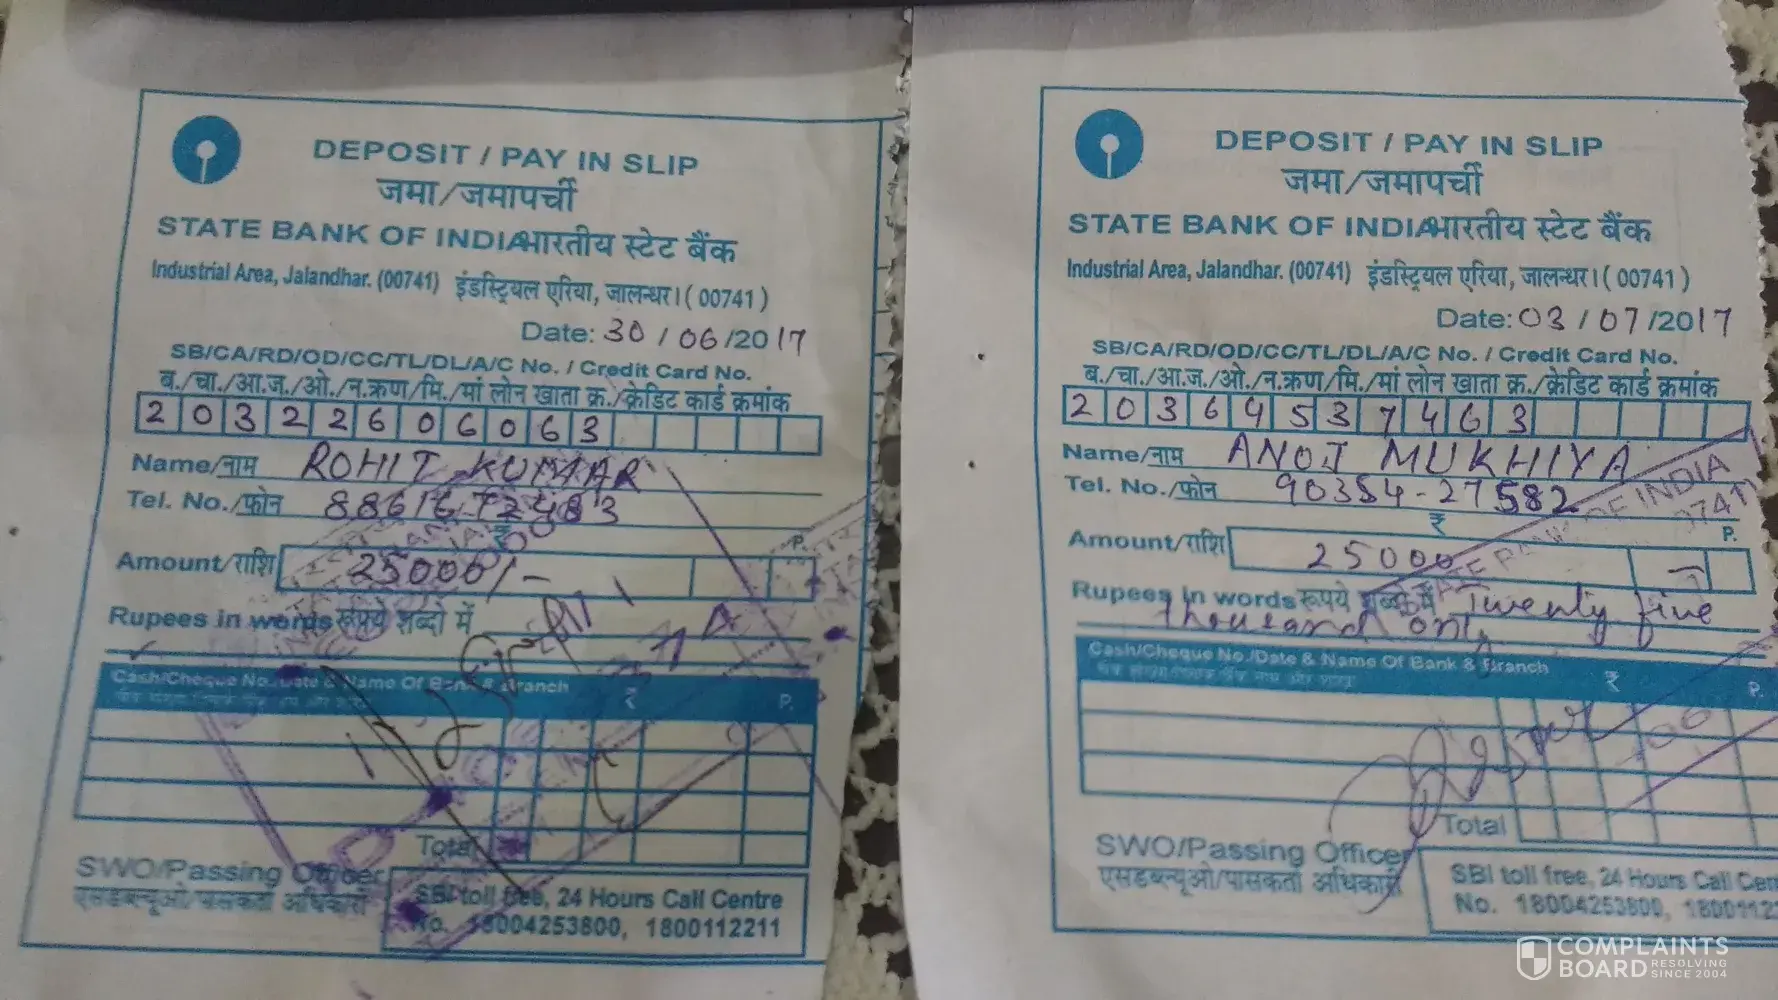 DEPOSIT / PAY IN SLIP
जमा/जमापर्ची
STATE BANK OF INDIAभारतीय स्टेट बैंक
Industrial Area, Jalandhar. (00741) इंडस्ट्रियल एरिया, जालन्धर।(00741)
Date: 30/06/2017
SB/CA/RD/OD/CC/TL/DL/A/C No. / Credit Card No.
ब./चा./आ.ज./ओ./न.क्रण/मि./मां लोन खाता क्र./क्रेडिट कार्ड क्रमांक
20322606063
Name/नाम ROHIT KUMAR
Tel. No./फोन
₹ P.
Amount/राशि 25000/-
Rupees in words रूपये शब्दो में
Cash/Cheque No./Date & Name Of Bank & Branch ₹ P.
Total
SWO/Passing Officer
एसडब्ल्यूओ/पासकर्ता अधिकारी
SBI toll free, 24 Hours Call Centre
No. 18004253800, 1800112211
DEPOSIT / PAY IN SLIP
जमा/जमापर्ची
STATE BANK OF INDIAभारतीय स्टेट बैंक
Industrial Area, Jalandhar. (00741) इंडस्ट्रियल एरिया, जालन्धर।(00741)
Date: 03/07/2017
SB/CA/RD/OD/CC/TL/DL/A/C No. / Credit Card No.
ब./चा./आ.ज./ओ./न.क्रण/मि./मां लोन खाता क्र./क्रेडिट कार्ड क्रमांक
20364537463
Name/नाम ANOJ MUKHIYA
Tel. No./फोन 90354-27582
₹ P.
Amount/राशि 25000
Rupees in words रूपये शब्दो में Twenty five
Thousand only
Cash/Cheque No./Date & Name Of Bank & Branch ₹ P.
Total
SWO/Passing Officer
एसडब्ल्यूओ/पासकर्ता अधिकारी
SBI toll free, 24 Hours Call Cen
No. 18004253800, 1800112
COMPLAINTS
BOARD RESOLVING SINCE 2004